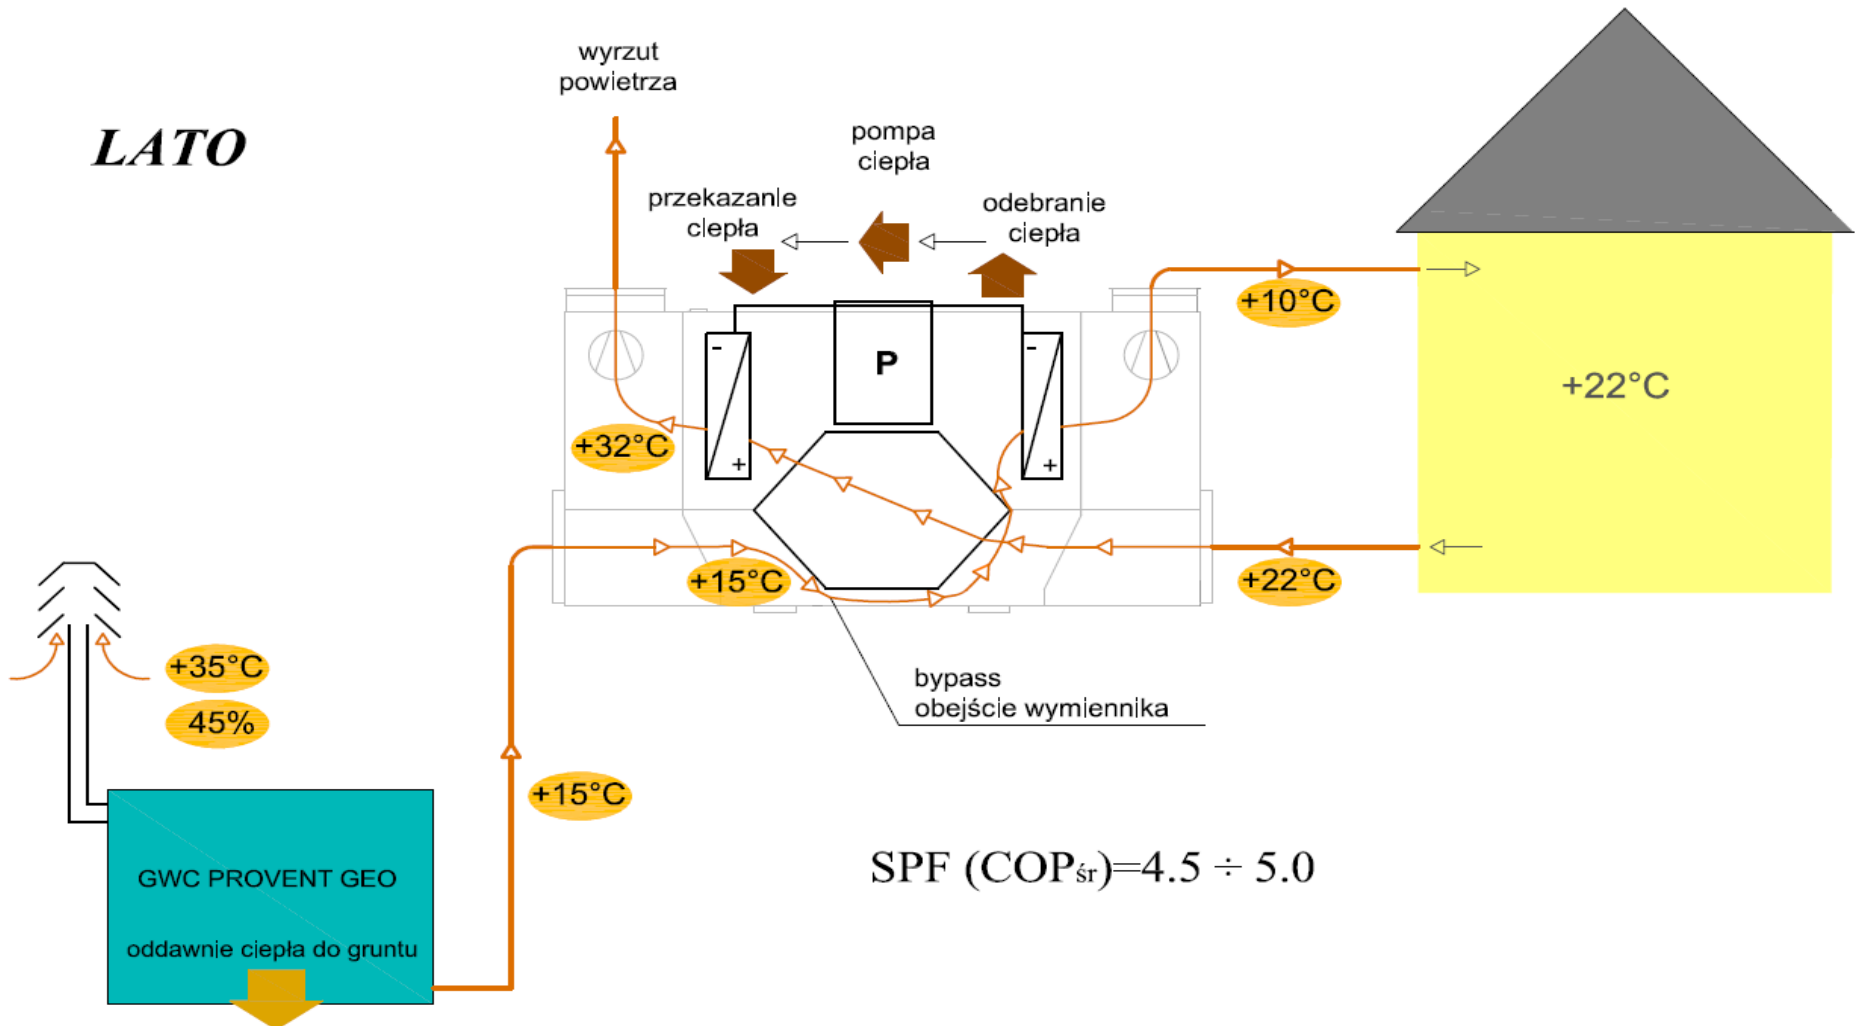 LATO
wyrzut
powietrza
pompa
ciepła
przekazanie
ciepła
odebranie
ciepła
+10°C
P
-
+
-
+
+22°C
+32°C
+15°C
+22°C
+35°C
45%
bypass
obejście wymiennika
+15°C
GWC PROVENT GEO
oddawnie ciepła do gruntu
SPF (COPśr)=4.5 ÷ 5.0